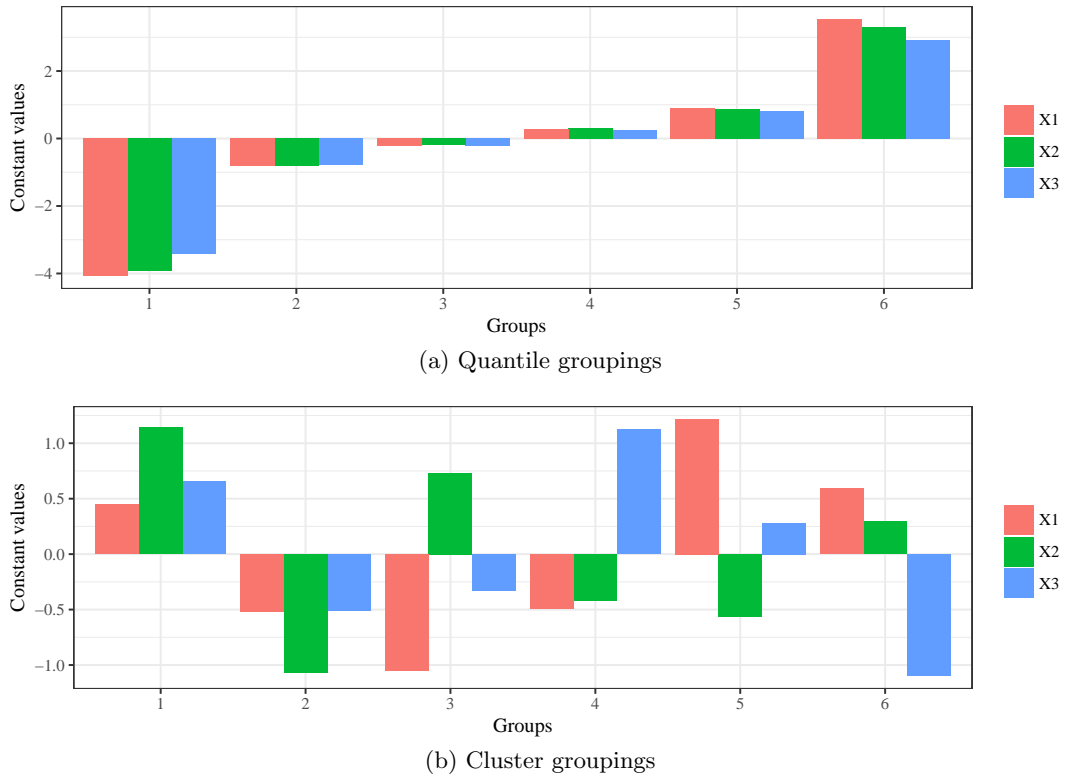 Constant values
2
0
−2
−4
1 2 3 4 5 6
Groups
X1
X2
X3
(a) Quantile groupings
Constant values
1.0
0.5
0.0
−0.5
−1.0
1 2 3 4 5 6
Groups
X1
X2
X3
(b) Cluster groupings